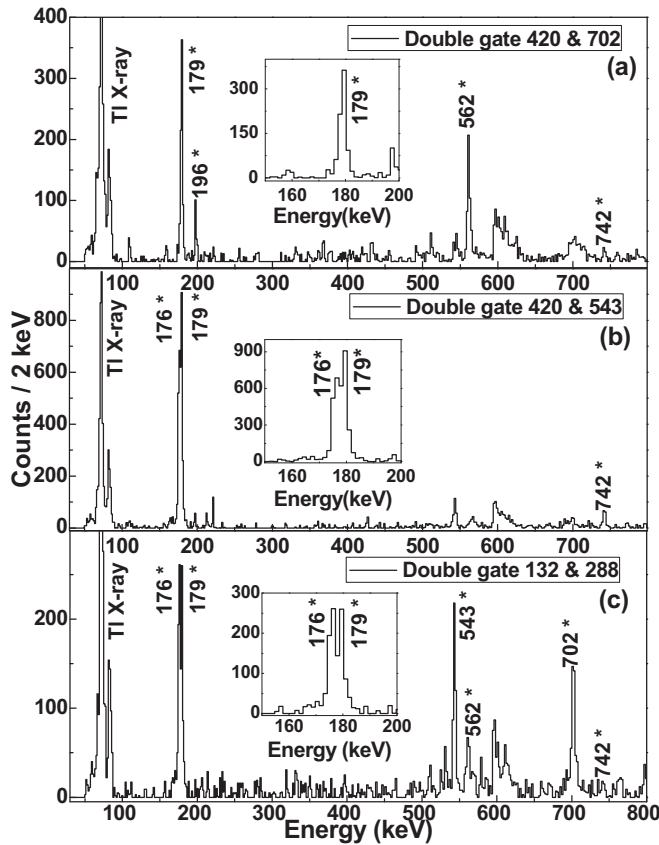 400
300
200
100
0
Tl X-ray
179 *
196 *
Double gate 420 & 702
(a)
300
150
0
179 *
160 180 200
Energy(keV)
562 *
742 *
100 200 300 400 500 600 700
Counts / 2 keV
800
600
400
200
0
Tl X-ray
176 *
179 *
Double gate 420 & 543
(b)
900
600
300
0
176*
179*
160 180 200
Energy(keV)
742 *
100 200 300 400 500 600 700
200
100
0
Tl X-ray
176 *
179 *
Double gate 132 & 288
(c)
300
200
100
0
176 *
179 *
160 180 200
Energy (keV)
543 *
562 *
702 *
742 *
100 200 300 400 500 600 700 800
Energy (keV)